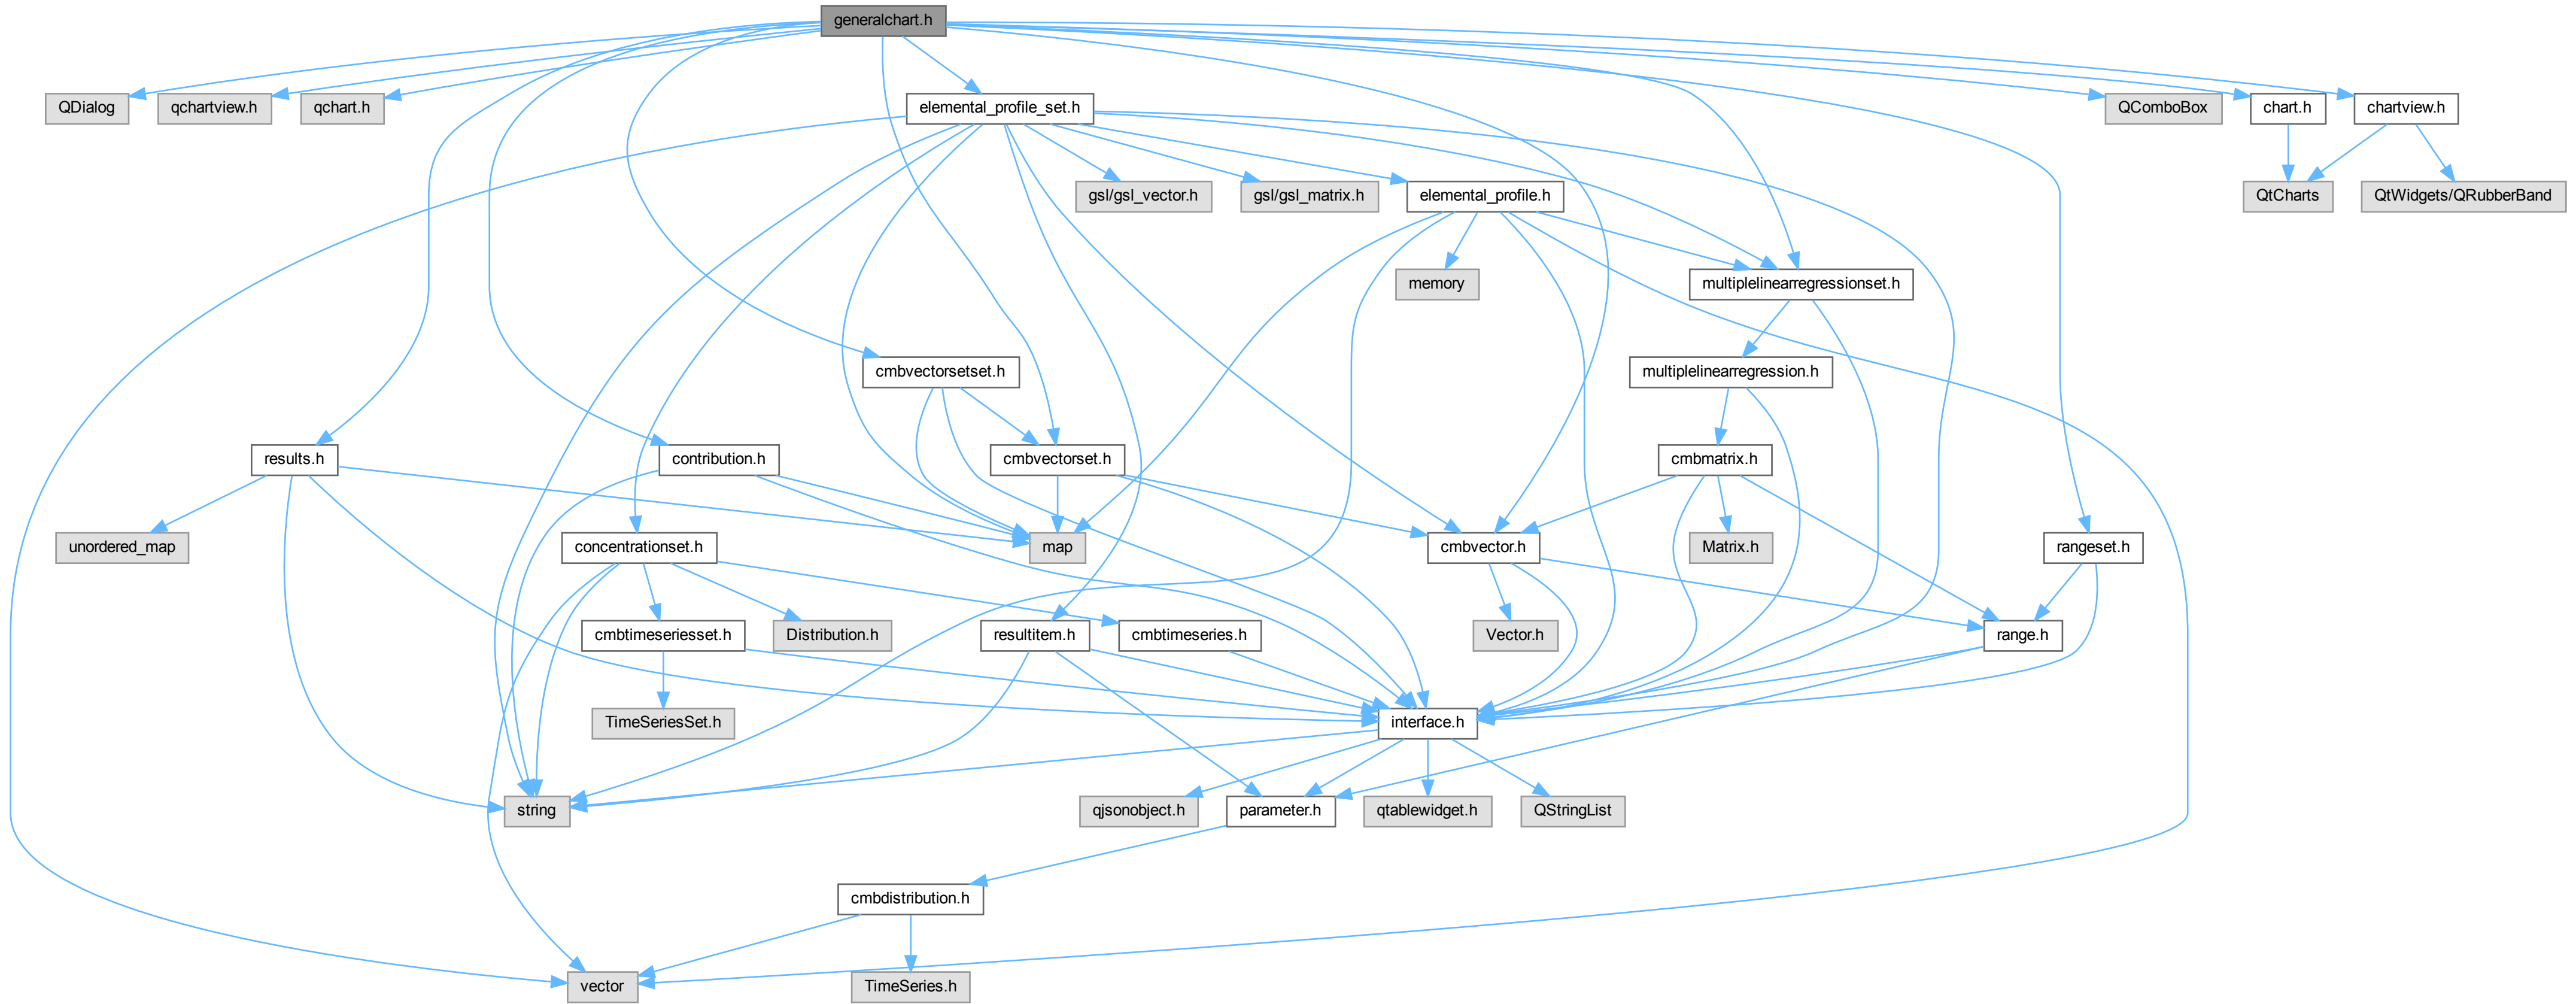 generalchart.h
QDialog
qchartview.h
qchart.h
elemental_profile_set.h
QComboBox
chart.h
chartview.h
gsl/gsl_vector.h
gsl/gsl_matrix.h
elemental_profile.h
QtCharts
QtWidgets/QRubberBand
memory
multiplelinearregressionset.h
cmbvectorsetset.h
multiplelinearregression.h
results.h
contribution.h
cmbvectorset.h
cmbmatrix.h
unordered_map
concentrationset.h
map
cmbvector.h
Matrix.h
rangeset.h
cmbtimeseriesset.h
Distribution.h
resultitem.h
cmbtimeseries.h
Vector.h
range.h
TimeSeriesSet.h
interface.h
string
qjsonobject.h
parameter.h
qtablewidget.h
QStringList
cmbdistribution.h
vector
TimeSeries.h